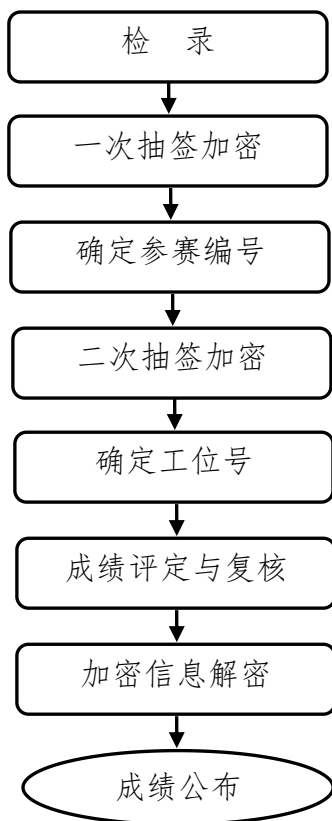 检 录
一次抽签加密
确定参赛编号
二次抽签加密
确定工位号
成绩评定与复核
加密信息解密
成绩公布